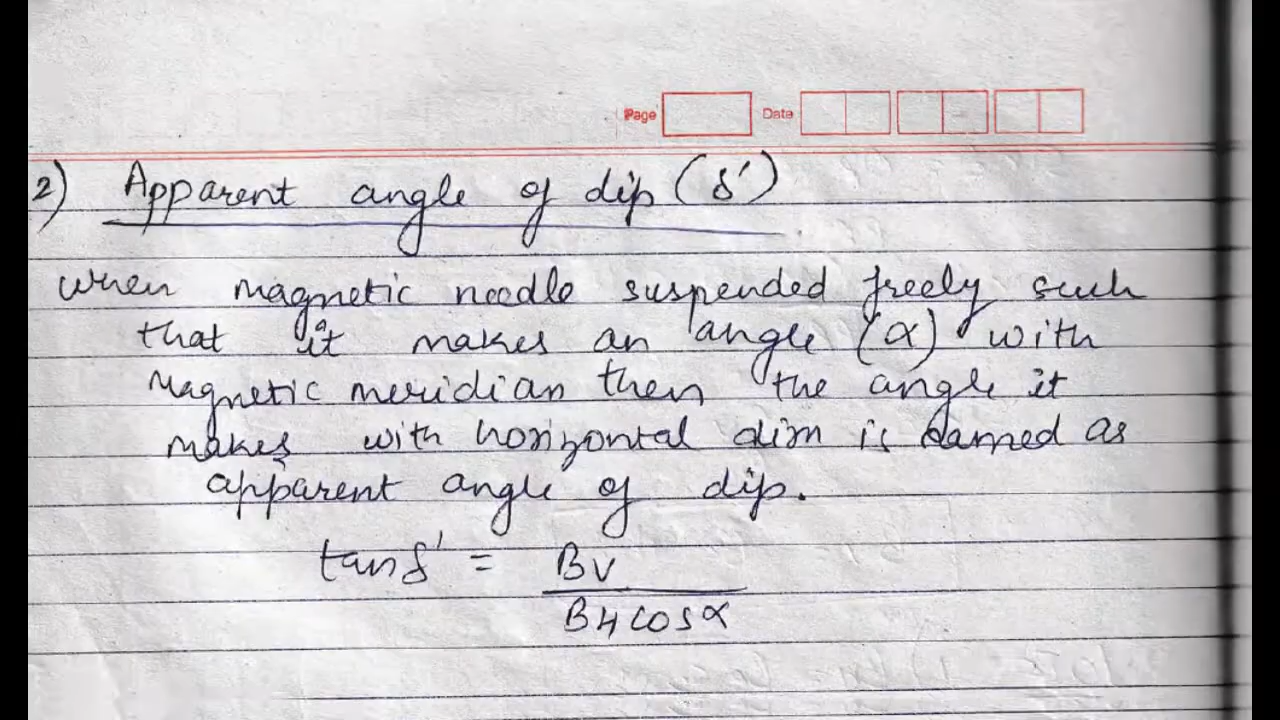 Page Date
2) Apparent angle of dip (δ')
When magnetic needle suspended freely such
that it makes an angle (α) with
Magnetic meridian then the angle it
makes with horizontal dirn is damed as
apparent angle of dip.
tanδ' = BV
BH cosα